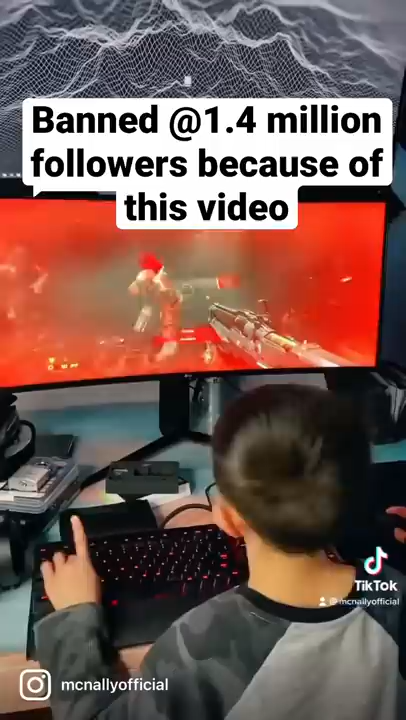 Banned @1.4 million
followers because of
this video
TikTok
@mcnallyofficial
mcnallyofficial